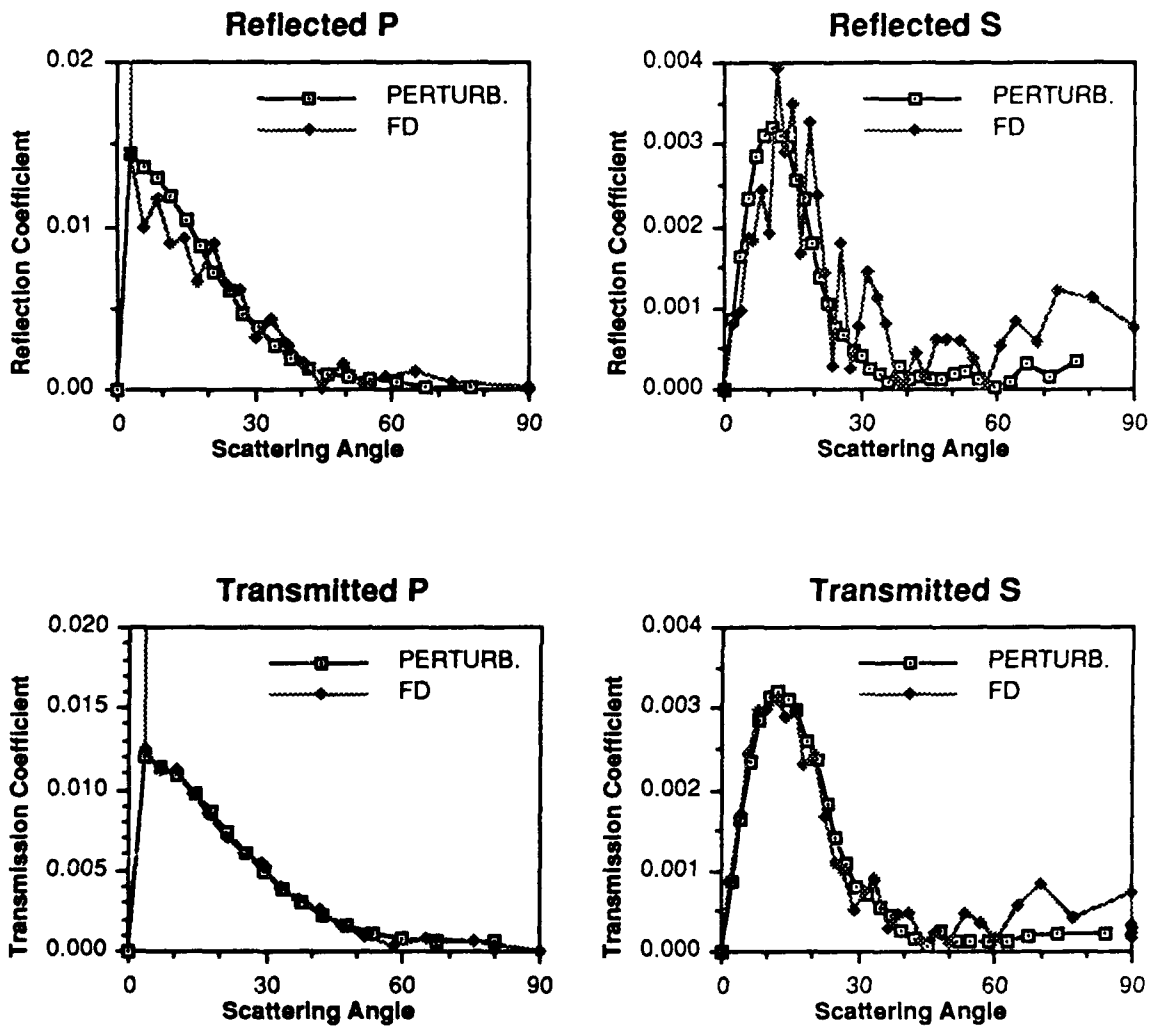 Reflected P
Reflected S
0.02
0.01
0.00
Reflection Coefficient
PERTURB.
FD
0 30 60 90
Scattering Angle
0.004
0.003
0.002
0.001
0.000
Reflection Coefficient
PERTURB.
FD
0 30 60 90
Scattering Angle
Transmitted P
Transmitted S
0.020
0.015
0.010
0.005
0.000
Transmission Coefficient
PERTURB.
FD
0 30 60 90
Scattering Angle
0.004
0.003
0.002
0.001
0.000
Transmission Coefficient
PERTURB.
FD
0 30 60 90
Scattering Angle